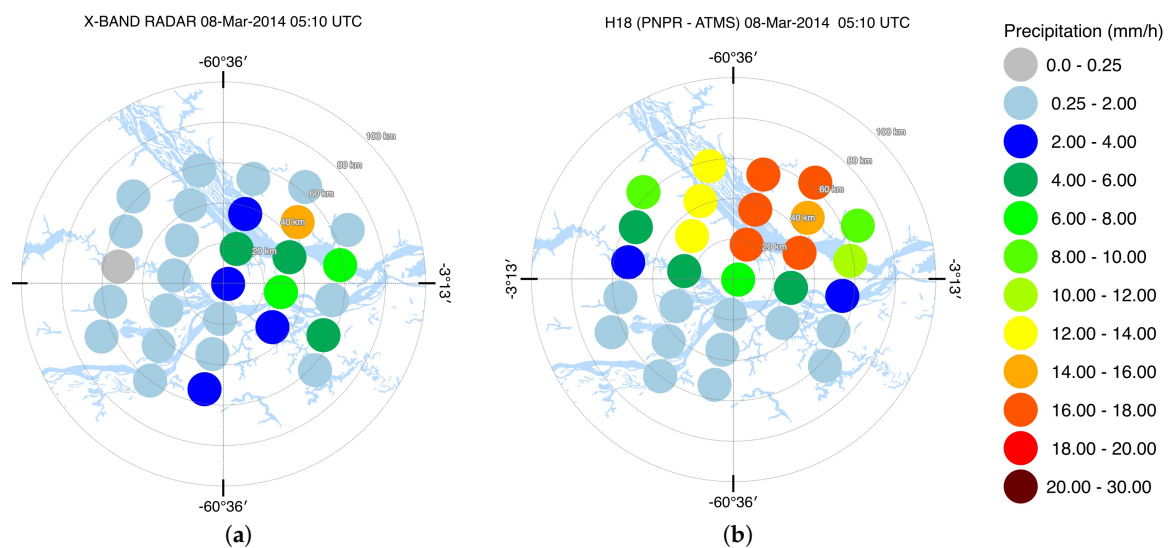 X-BAND RADAR 08-Mar-2014 05:10 UTC
-60°36′
100 km
80 km
60 km
40 km
20 km
-3°13′
-60°36′
(a)
H18 (PNPR - ATMS) 08-Mar-2014 05:10 UTC
-60°36′
100 km
80 km
60 km
40 km
20 km
-3°13′
-3°13′
-60°36′
(b)
Precipitation (mm/h)
0.0 - 0.25
0.25 - 2.00
2.00 - 4.00
4.00 - 6.00
6.00 - 8.00
8.00 - 10.00
10.00 - 12.00
12.00 - 14.00
14.00 - 16.00
16.00 - 18.00
18.00 - 20.00
20.00 - 30.00